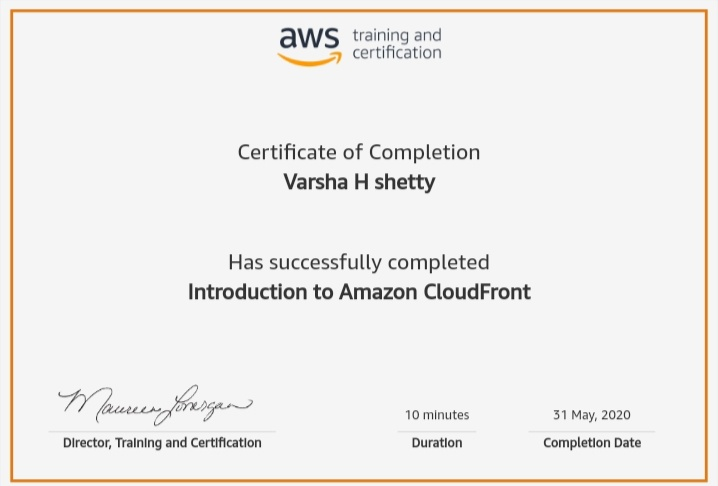 aws training and
certification
Certificate of Completion
Varsha H shetty
Has successfully completed
Introduction to Amazon CloudFront
Maureen Lonergan
Director, Training and Certification
10 minutes
Duration
31 May, 2020
Completion Date